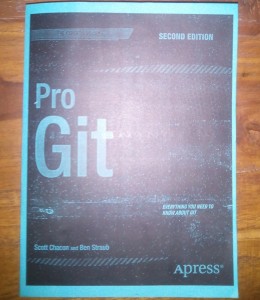 SECOND EDITION
Pro
Git
EVERYTHING YOU NEED TO
KNOW ABOUT GIT
Scott Chacon AND Ben Straub
Apress®